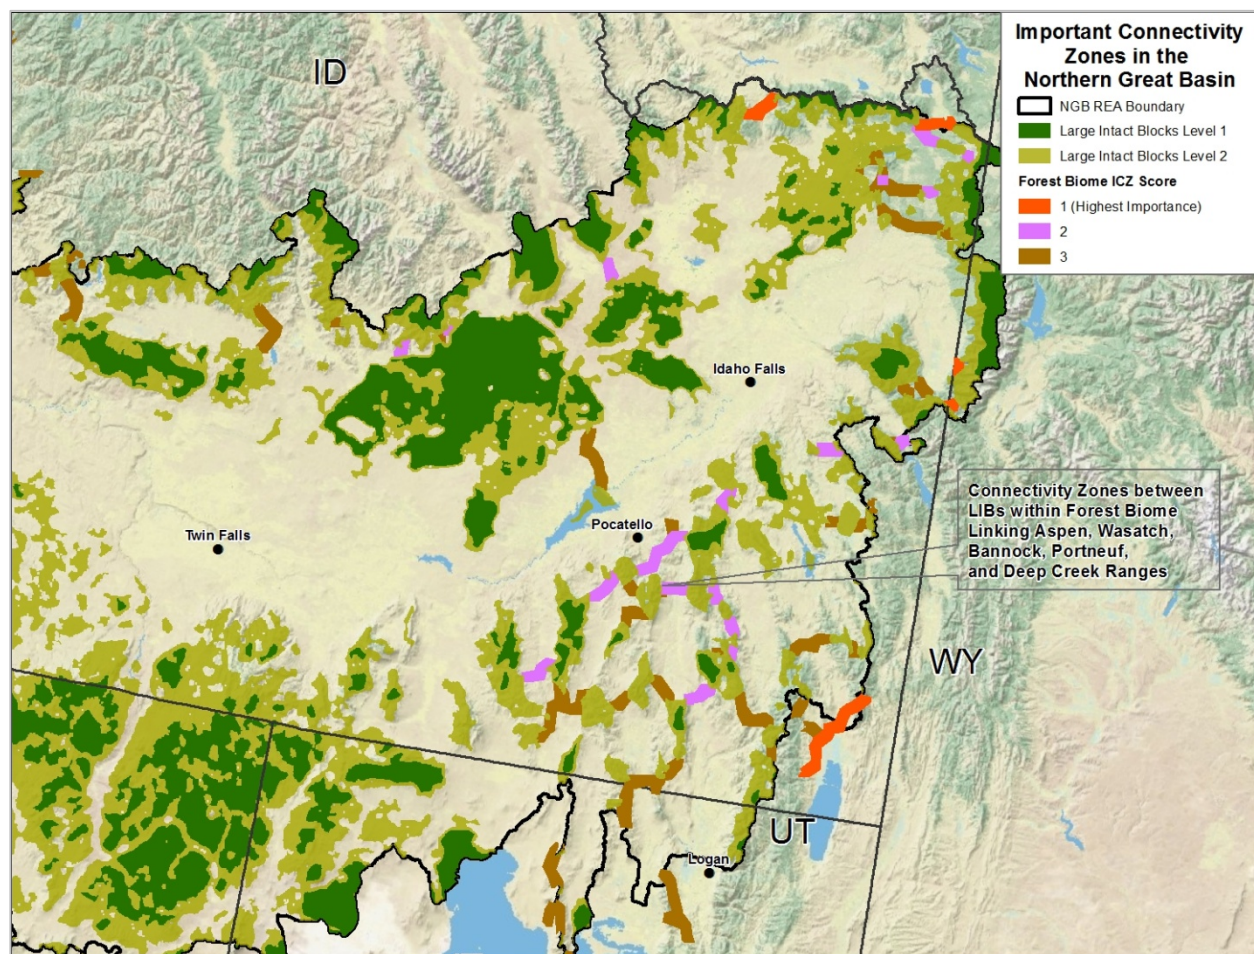 Important Connectivity
Zones in the
Northern Great Basin
NGB REA Boundary
Large Intact Blocks Level 1
Large Intact Blocks Level 2
Forest Biome ICZ Score
1 (Highest Importance)
2
3
ID
Idaho Falls
Connectivity Zones between
LIBs within Forest Biome
Linking Aspen, Wasatch,
Bannock, Portneuf,
and Deep Creek Ranges
Pocatello
Twin Falls
WY
UT
Logan